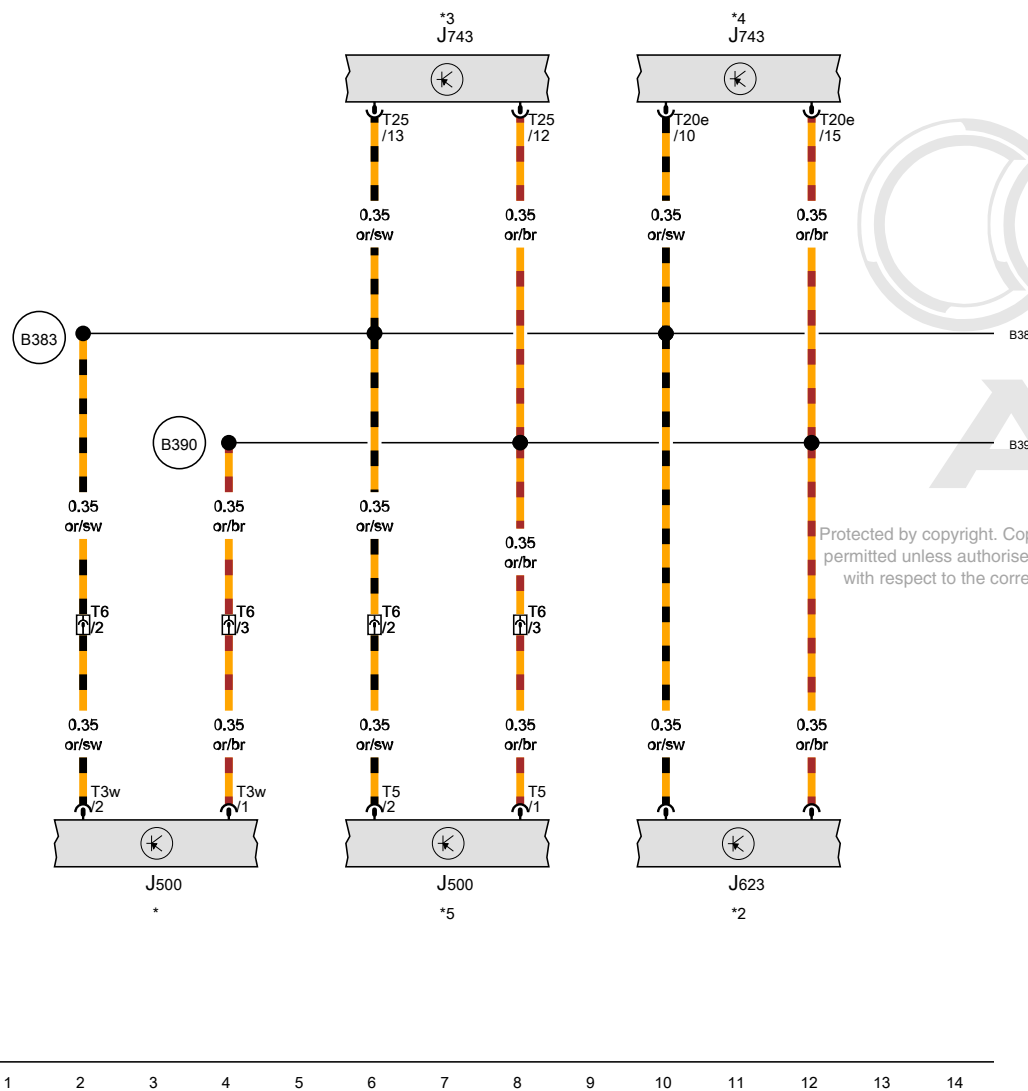 *3
J743
*4
J743
T25
/13
T25
/12
T20e
/10
T20e
/15
0.35
or/sw
0.35
or/br
0.35
or/sw
0.35
or/br
B383
B38
B390
B39
0.35
or/sw
0.35
or/br
0.35
or/sw
0.35
or/br
Protected by copyright. Cop
permitted unless authorise
with respect to the corre
T6
/2
T6
/3
T6
/2
T6
/3
0.35
or/sw
0.35
or/br
0.35
or/sw
0.35
or/br
0.35
or/sw
0.35
or/br
T3w
/2
T3w
/1
T5
/2
T5
/1
J500
*
J500
*5
J623
*2
1 2 3 4 5 6 7 8 9 10 11 12 13 14